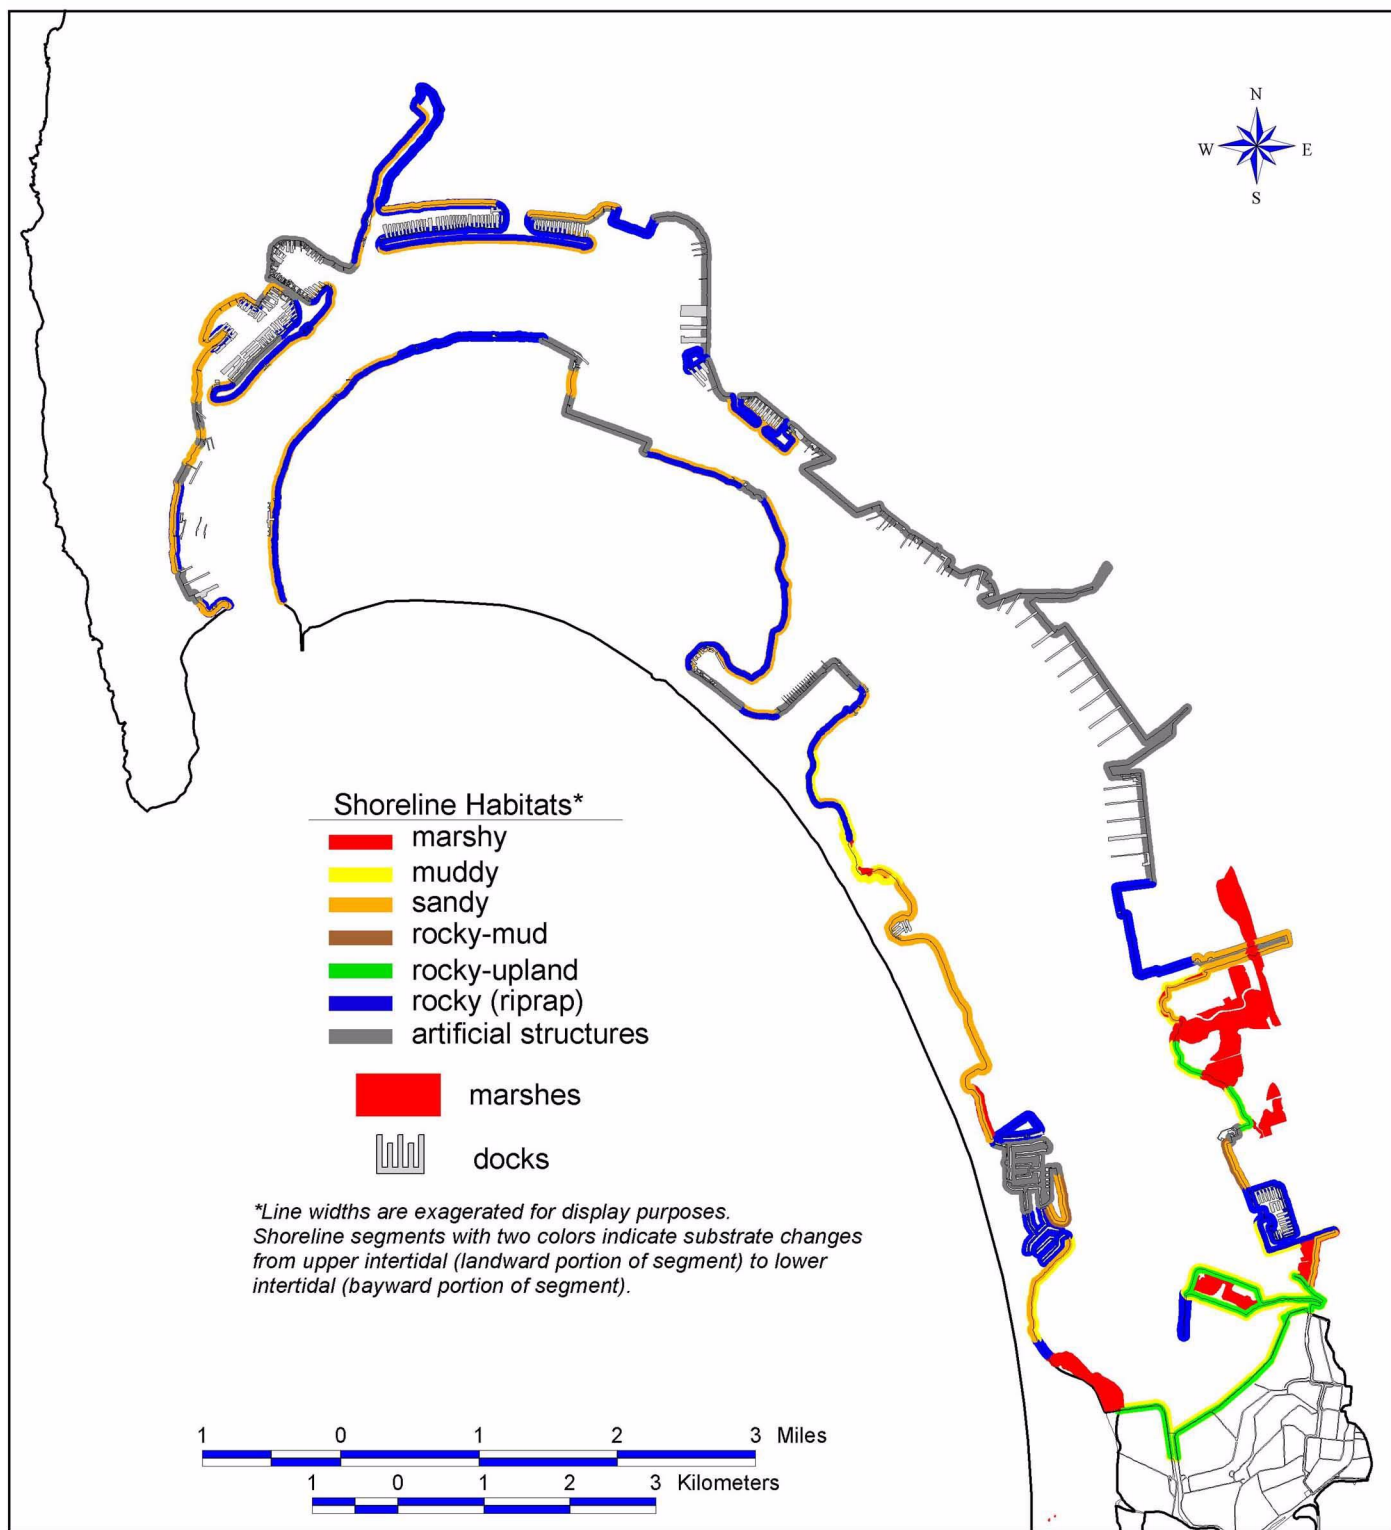 N
W E
S
Shoreline Habitats*
marshy
muddy
sandy
rocky-mud
rocky-upland
rocky (riprap)
artificial structures
marshes
docks
*Line widths are exagerated for display purposes.
Shoreline segments with two colors indicate substrate changes
from upper intertidal (landward portion of segment) to lower
intertidal (bayward portion of segment).
1 0 1 2 3 Miles
1 0 1 2 3 Kilometers